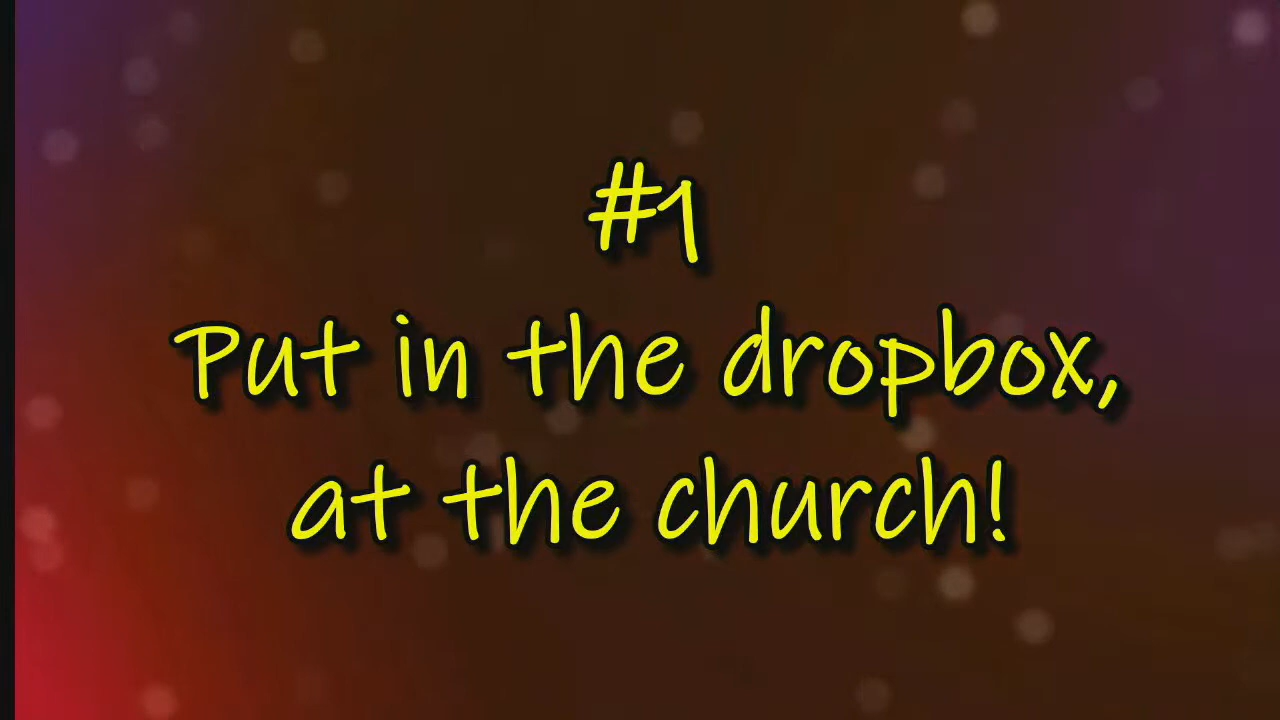 #1
Put in the dropbox,
at the church!